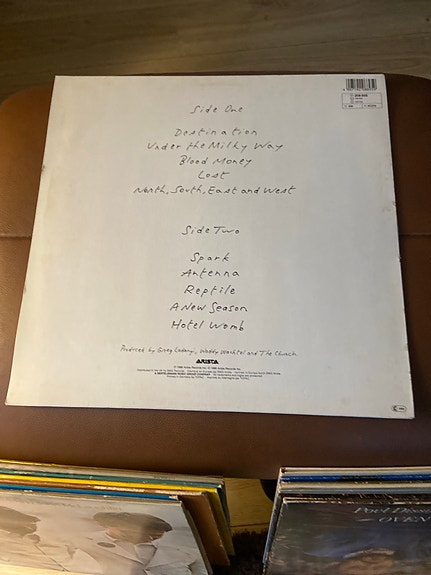 Side One
Destination
Under the Milky Way
Blood Money
Lost
North, South, East and West
Side Two
Spark
Antenna
Reptile
A New Season
Hotel Womb
Produced by Greg Ladanyi, Waddy Wachtel and The Church.
ARISTA